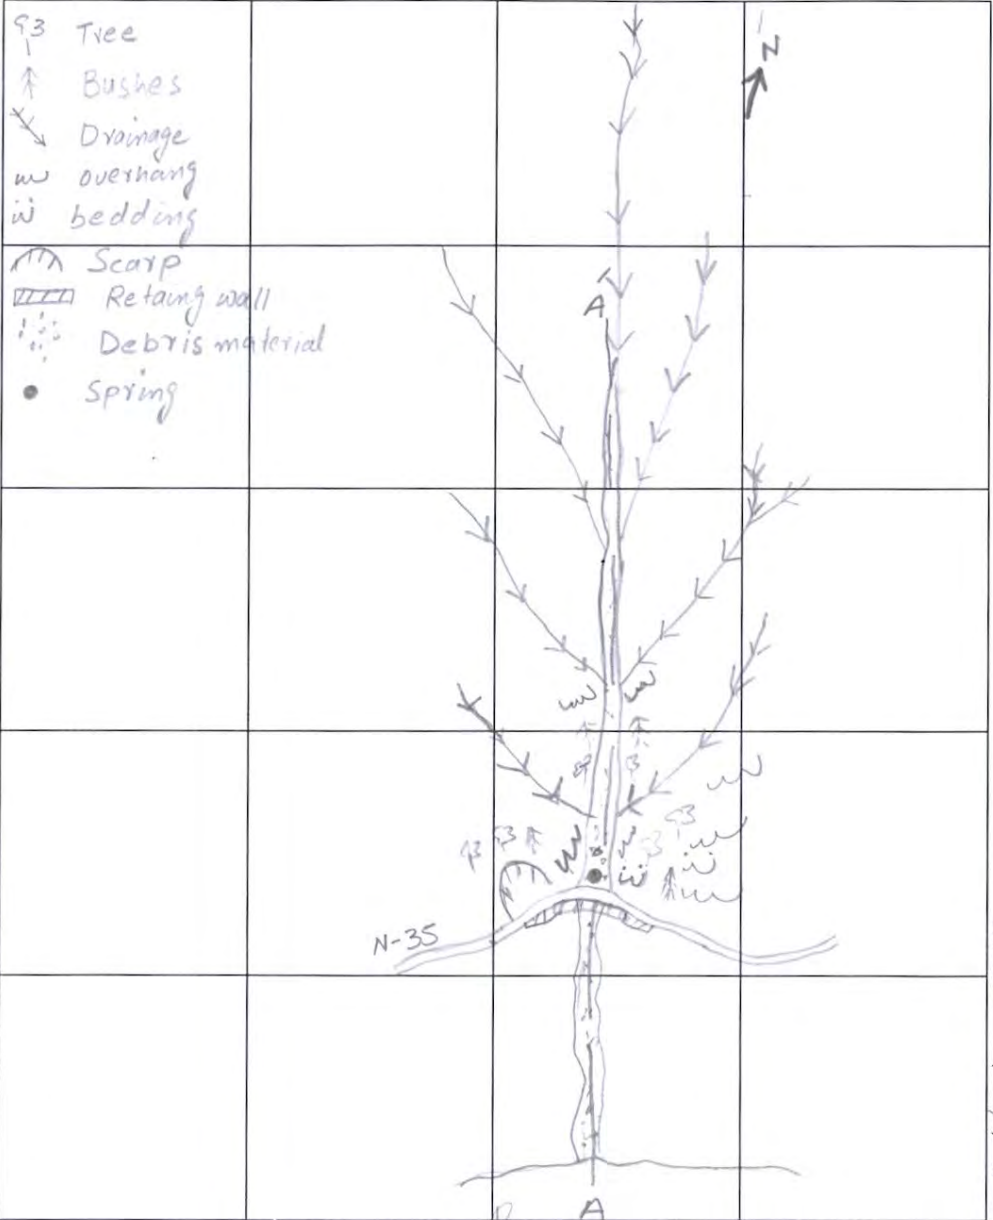 Tree
Bushes
Drainage
overhang
bedding
Scarp
Retaing wall
Debris material
Spring
N
A
N-35
A